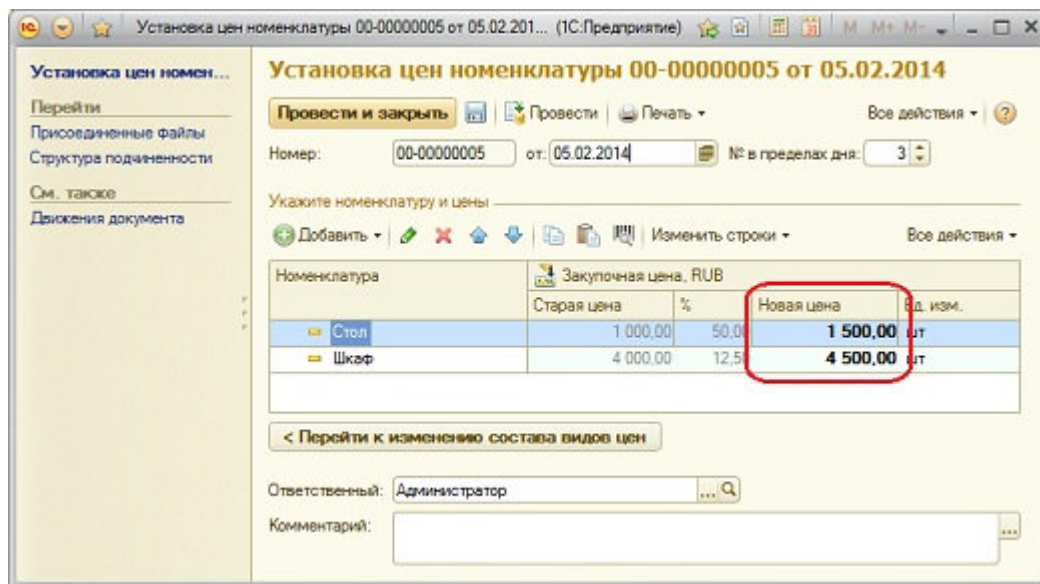 Установка цен номенклатуры 00-00000005 от 05.02.201... (1С:Предприятие) M M+ M-
Установка цен номен...
Перейти
Присоединенные файлы
Структура подчиненности
См. также
Движения документа
Установка цен номенклатуры 00-00000005 от 05.02.2014
Провести и закрыть Провести Печать Все действия
Номер: 00-00000005 от: 05.02.2014 № в пределах дня: 3
Укажите номенклатуру и цены
Добавить Изменить строки Все действия
Номенклатура Закупочная цена, RUB
Старая цена % Новая цена Ед. изм.
Стол 1 000,00 50,00 1 500,00 шт
Шкаф 4 000,00 12,50 4 500,00 шт
< Перейти к изменению состава видов цен
Ответственный: Администратор ...
Комментарий: ...